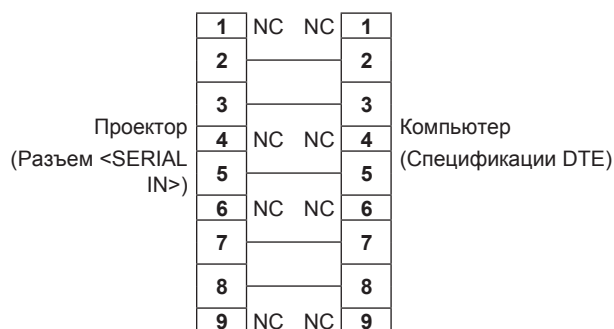 1 NC NC 1
2 2
3 3
Проектор
(Разъем <SERIAL
IN>)
4 NC NC 4
Компьютер
(Спецификации DTE)
5 5
6 NC NC 6
7 7
8 8
9 NC NC 9